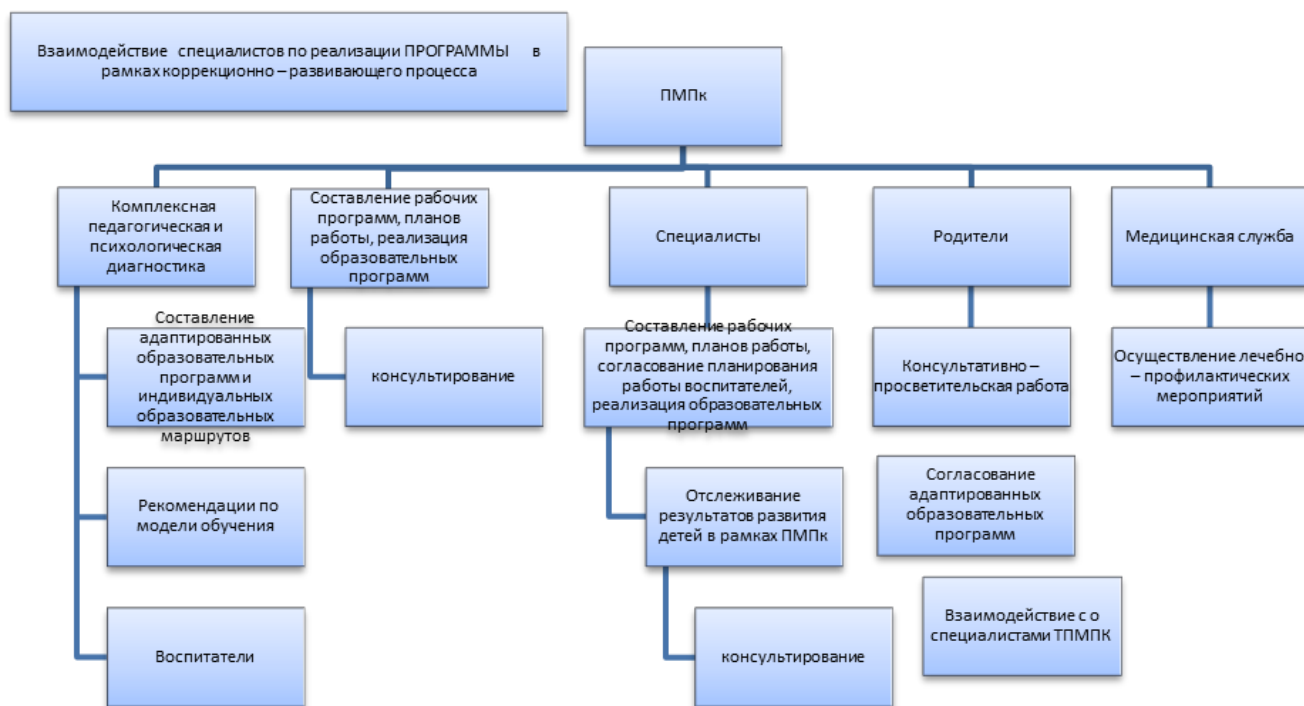 Взаимодействие специалистов по реализации ПРОГРАММЫ в
рамках коррекционно – развивающего процесса
ПМПк
Комплексная
педагогическая и
психологическая
диагностика
Составление рабочих
программ, планов
работы, реализация
образовательных
программ
Специалисты
Родители
Медицинская служба
Составление
адаптированных
образовательных
программ и
индивидуальных
образовательных
маршрутов
консультирование
Составление рабочих
программ, планов работы,
согласование планирования
работы воспитателей,
реализация образовательных
программ
Консультативно –
просветительская работа
Осуществление лечебно
– профилактических
мероприятий
Рекомендации по
модели обучения
Отслеживание
результатов развития
детей в рамках ПМПк
Согласование
адаптированных
образовательных
программ
Воспитатели
консультирование
Взаимодействие с о
специалистами ТПМПК